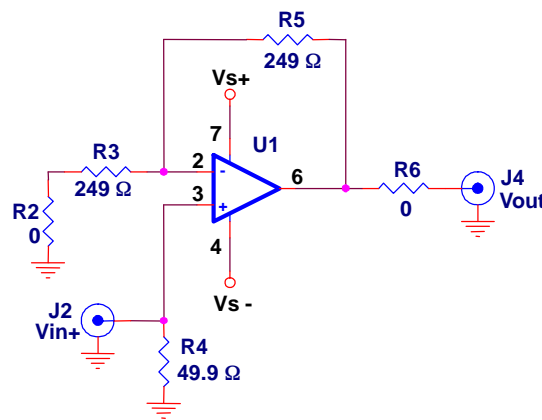 R5
249 Ω
Vs+
7
U1
R3
2
-
6
R6
249 Ω
3
+
J4
R2
0
0
Vout
4
Vs -
J2
Vin+
R4
49.9 Ω